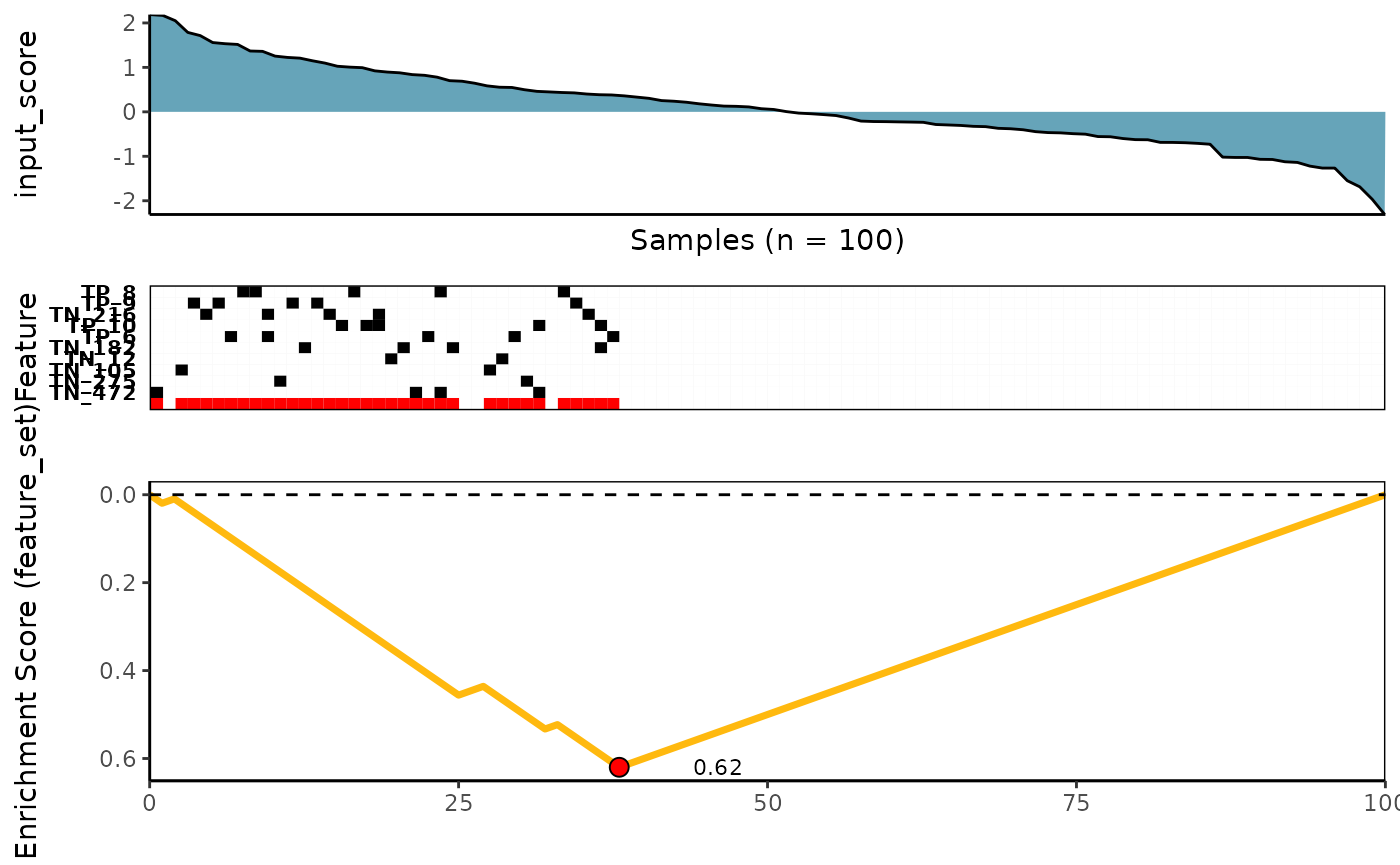 input_score
2
1
0
-1
-2
Samples (n = 100)
Feature
TP_8
TP_9
TN_216
TP_10
TP_6
TN_182
TN_12
TN_105
TN_275
TN_472
Enrichment Score (feature_set)
0.0
0.2
0.4
0.6
0.62
0
25
50
75
100